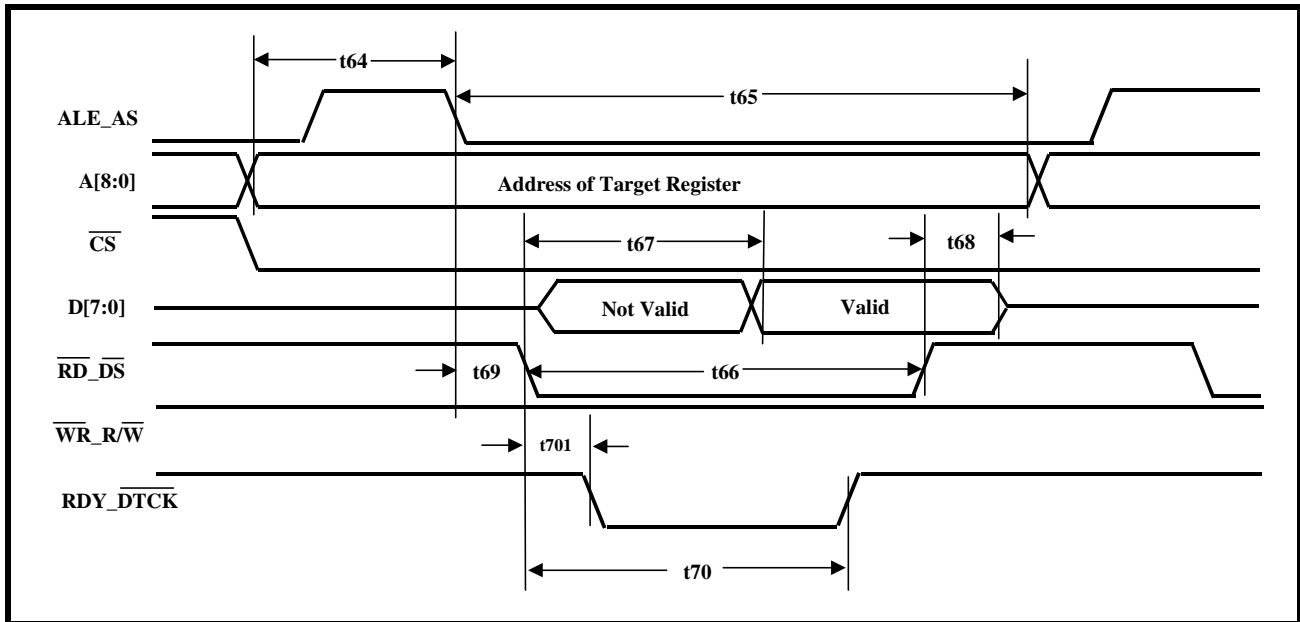 t64
t65
ALE_AS
A[8:0]
Address of Target Register
CS
t67
t68
D[7:0]
Not Valid
Valid
RD_DS
t69
t66
WR_R/W
t701
RDY_DTCK
t70